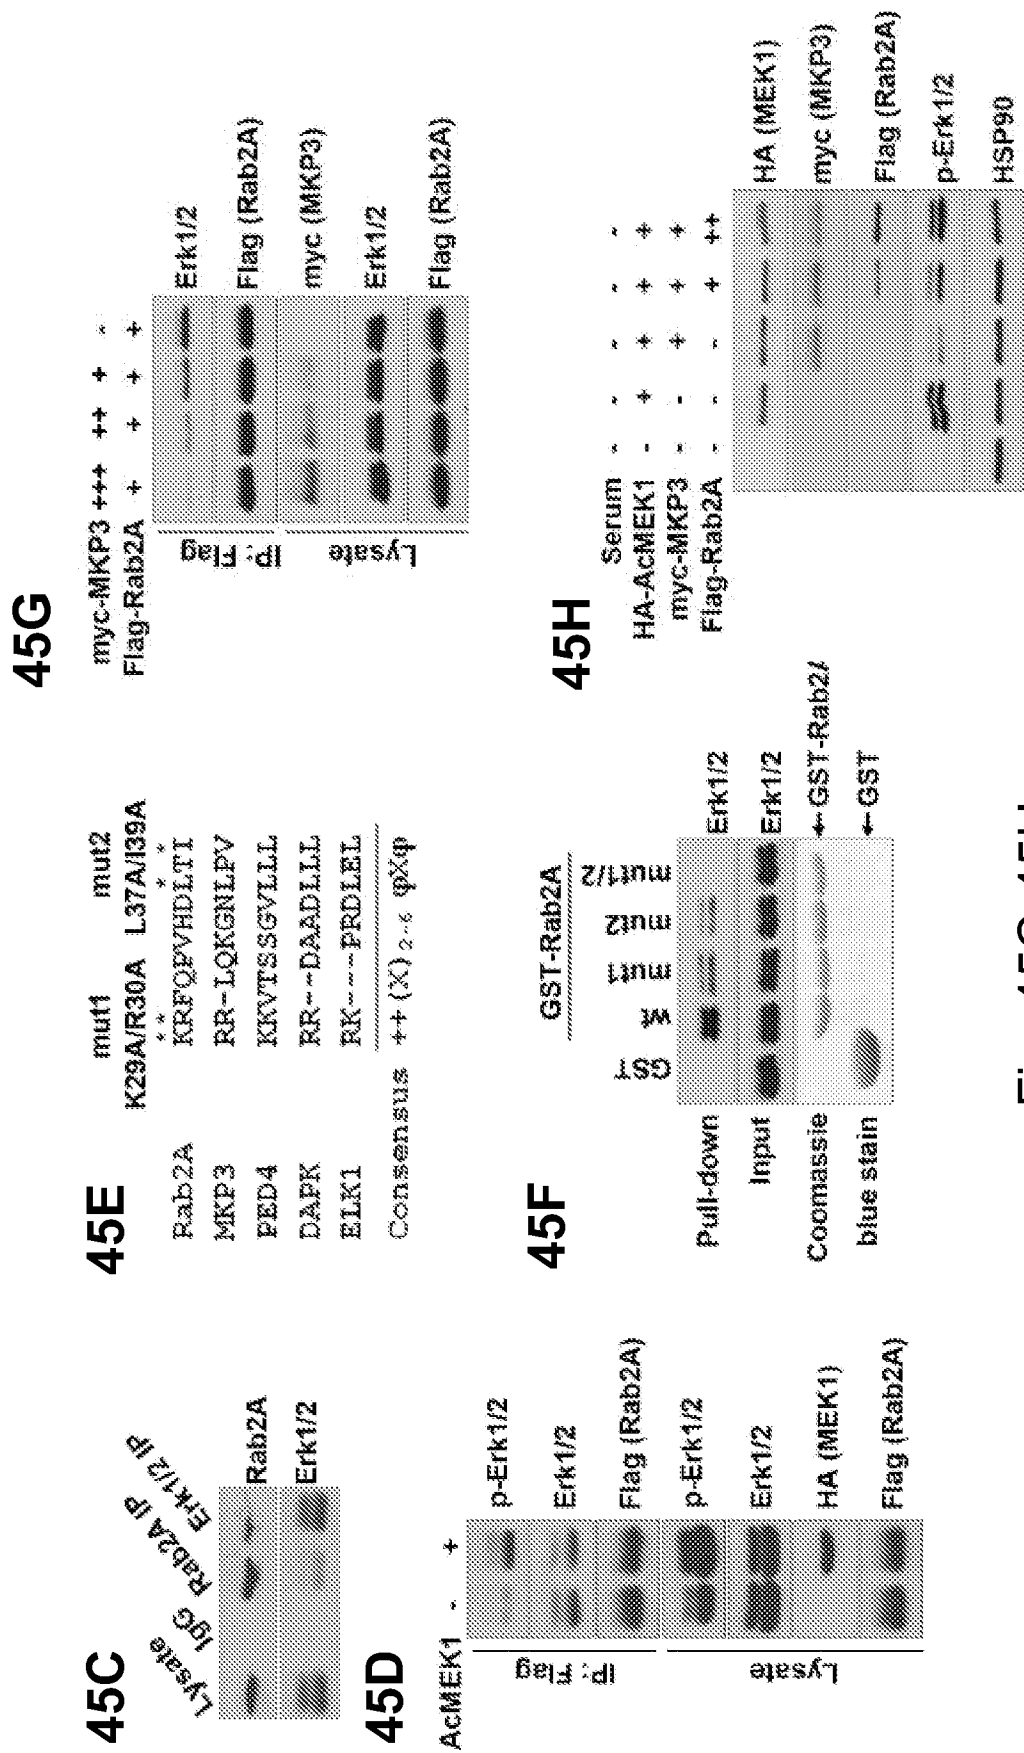 45C
Lysate IgG Rab2A IP Erk1/2 IP
Rab2A
Erk1/2
45D
AcMEK1 - +
IP: Flag
p-Erk1/2
Erk1/2
Flag (Rab2A)
Lysate
p-Erk1/2
Erk1/2
HA (MEK1)
Flag (Rab2A)
45E
mut1 mut2
K29A/R30A L37A/I39A
** * *
Rab2A KRFQPVHDLTI
MKP3 RR-LQKGNLPV
PED4 KKVTSSGVLLL
DAPK RR--DAADLLL
ELK1 RK---PRDLEL
Consensus ++(X)2-6 φXφ
45F
GST-Rab2A
GST wt mut1 mut2 mut1/2
Pull-down Erk1/2
Input Erk1/2
Coomassie ←GST-Rab2A
blue stain ←GST
45G
myc-MKP3 +++ ++ + -
Flag-Rab2A + + + +
IP: Flag
Erk1/2
Flag (Rab2A)
Lysate
myc (MKP3)
Erk1/2
Flag (Rab2A)
45H
Serum - - - - -
HA-AcMEK1 - + + + +
myc-MKP3 - - + + +
Flag-Rab2A - - - + ++
HA (MEK1)
myc (MKP3)
Flag (Rab2A)
p-Erk1/2
HSP90